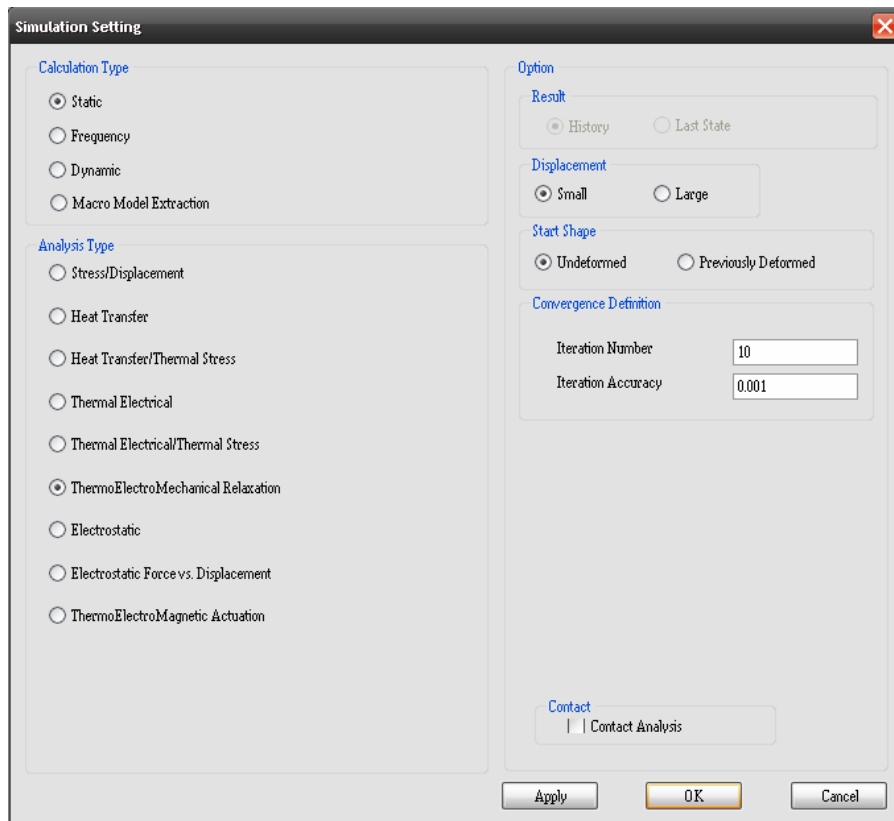 Simulation Setting
Calculation Type
Static
Frequency
Dynamic
Macro Model Extraction
Analysis Type
Stress/Displacement
Heat Transfer
Heat Transfer/Thermal Stress
Thermal Electrical
Thermal Electrical/Thermal Stress
ThermoElectroMechanical Relaxation
Electrostatic
Electrostatic Force vs. Displacement
ThermoElectroMagnetic Actuation
Option
Result
History Last State
Displacement
Small Large
Start Shape
Undeformed Previously Deformed
Convergence Definition
Iteration Number 10
Iteration Accuracy 0.001
Contact
Contact Analysis
Apply OK Cancel